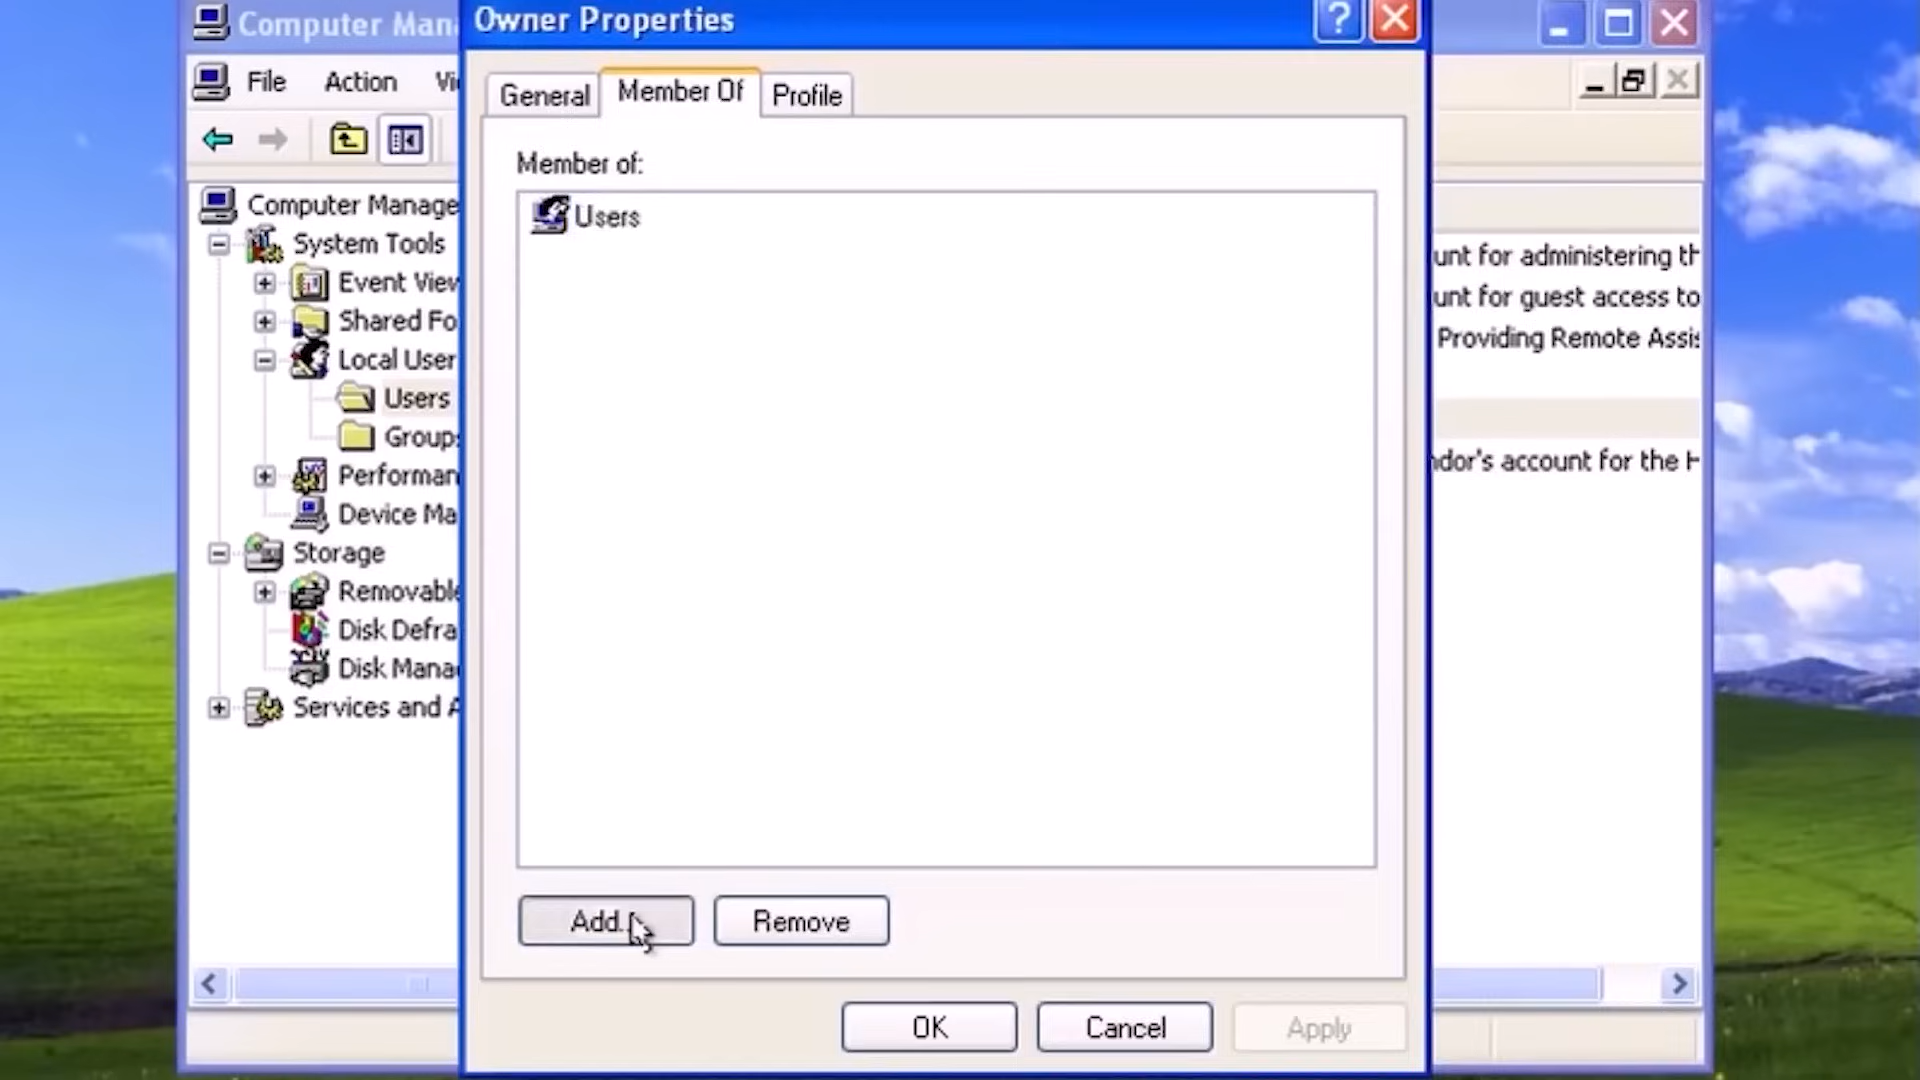 Computer Mana
Owner Properties
File Action Vi
General Member Of Profile
Member of:
Users
Computer Manage
System Tools
Event View
Shared Fo
Local User
Users
Groups
Performan
Device Ma
Storage
Removable
Disk Defra
Disk Mana
Services and A
unt for administering th
unt for guest access to
Providing Remote Assis
ndor's account for the H
Add..
Remove
OK Cancel Apply